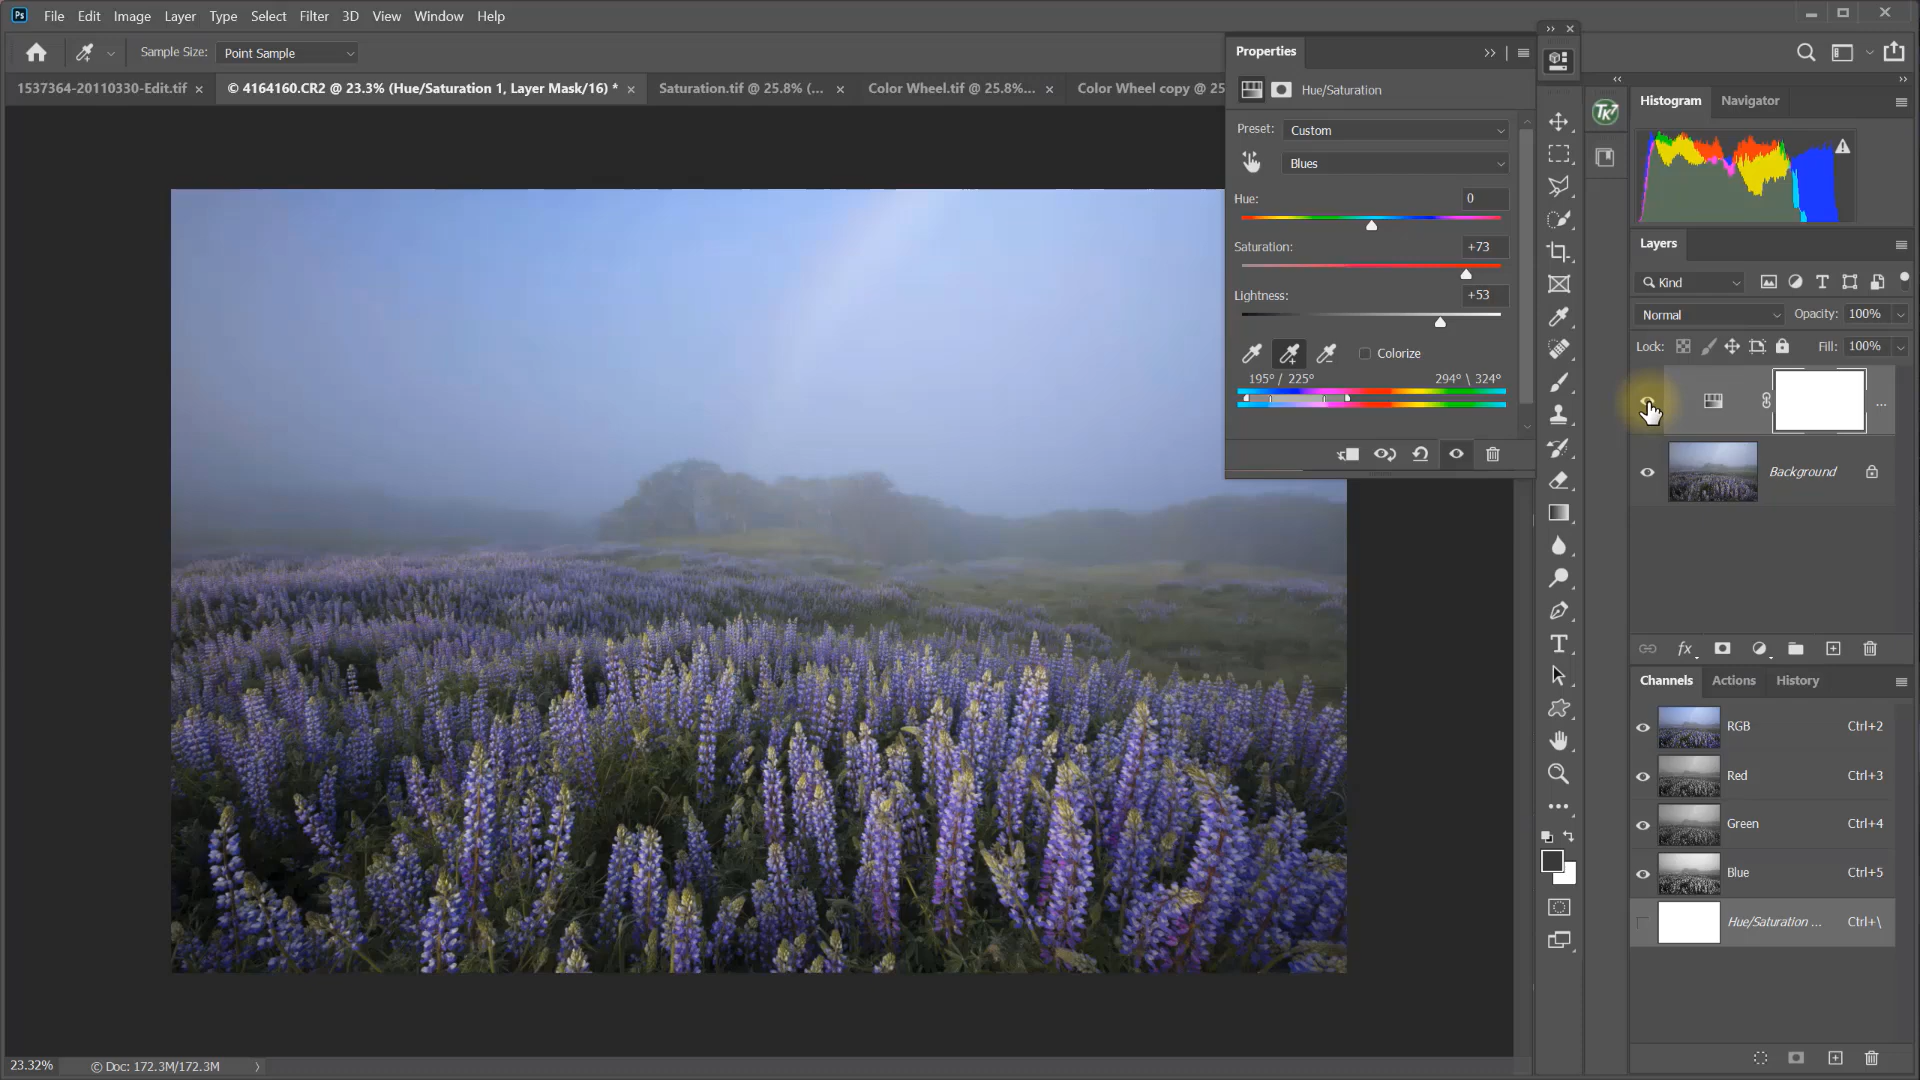 Ps File Edit Image Layer Type Select Filter 3D View Window Help
Sample Size: Point Sample
1537364-20110330-Edit.tif × © 4164160.CR2 @ 23.3% (Hue/Saturation 1, Layer Mask/16) * × Saturation.tif @ 25.8% (... × Color Wheel.tif @ 25.8%... × Color Wheel copy @ 25
Properties
Hue/Saturation
Preset: Custom
Blues
Hue: 0
Saturation: +73
Lightness: +53
Colorize
195° / 225° 294° \ 324°
TK7
Histogram Navigator
Layers
Kind
Normal Opacity: 100%
Lock: Fill: 100%
...
Background
fx
Channels Actions History
RGB Ctrl+2
Red Ctrl+3
Green Ctrl+4
Blue Ctrl+5
Hue/Saturation ... Ctrl+\
23.32% © Doc: 172.3M/172.3M